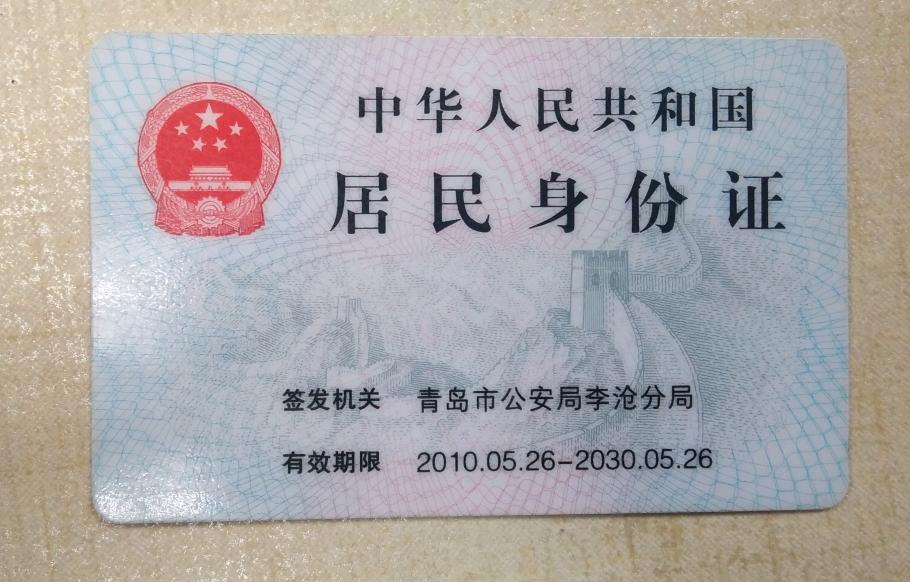 中华人民共和国
居民身份证
签发机关 青岛市公安局李沧分局
有效期限 2010.05.26-2030.05.26